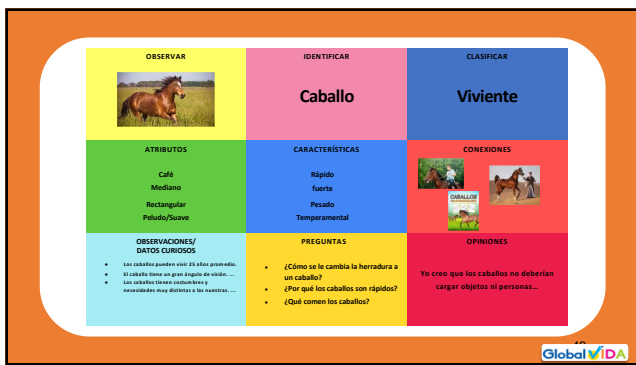 OBSERVAR
IDENTIFICAR
Caballo
CLASIFICAR
Viviente
ATRIBUTOS
Café
Mediano
Rectangular
Peludo/Suave
CARACTERÍSTICAS
Rápido
fuerte
Pesado
Temperamental
CONEXIONES
CABALLOS
OBSERVACIONES/
DATOS CURIOSOS
• Los caballos pueden vivir 25 años promedio.
• El caballo tiene un gran ángulo de visión. ...
• Los caballos tienen costumbres y
necesidades muy distintas a las nuestras. ...
PREGUNTAS
• ¿Cómo se le cambia la herradura a
un caballo?
• ¿Por qué los caballos son rápidos?
• ¿Qué comen los caballos?
OPINIONES
Yo creo que los caballos no deberían
cargar objetos ni personas...
Global VIDA